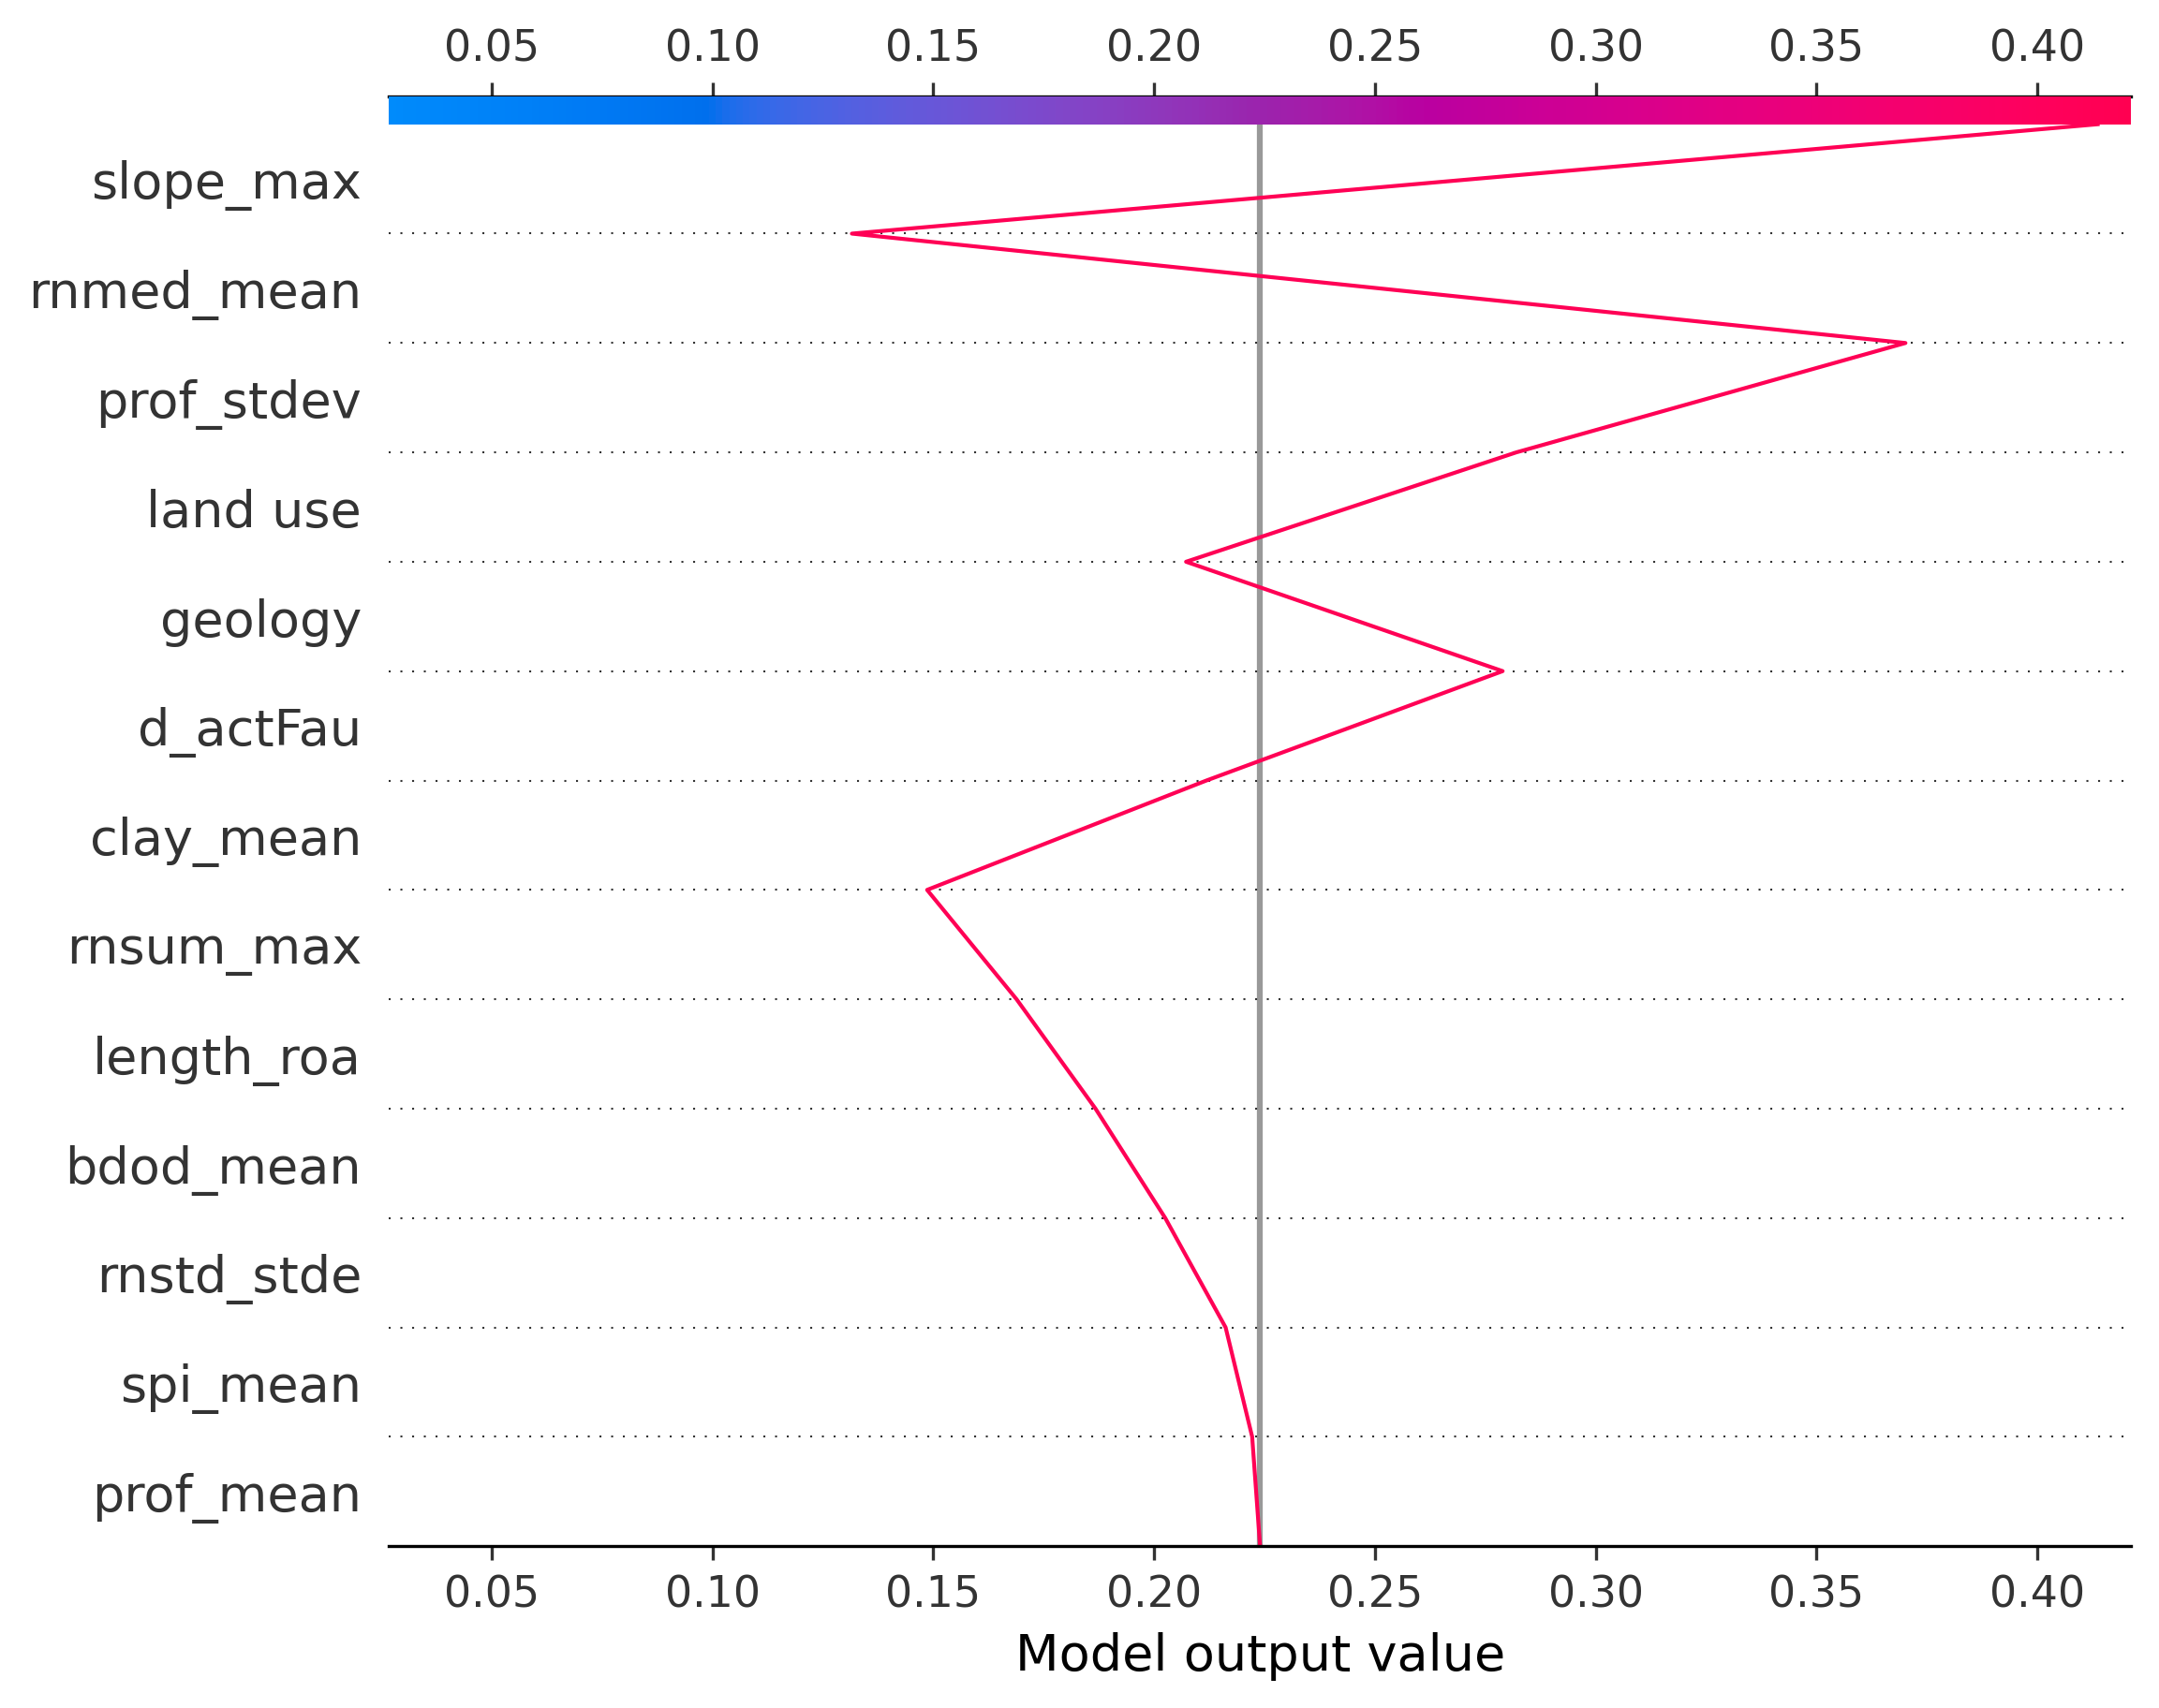 0.05 0.10 0.15 0.20 0.25 0.30 0.35 0.40
slope_max
rnmed_mean
prof_stdev
land use
geology
d_actFau
clay_mean
rnsum_max
length_roa
bdod_mean
rnstd_stde
spi_mean
prof_mean
0.05 0.10 0.15 0.20 0.25 0.30 0.35 0.40
Model output value